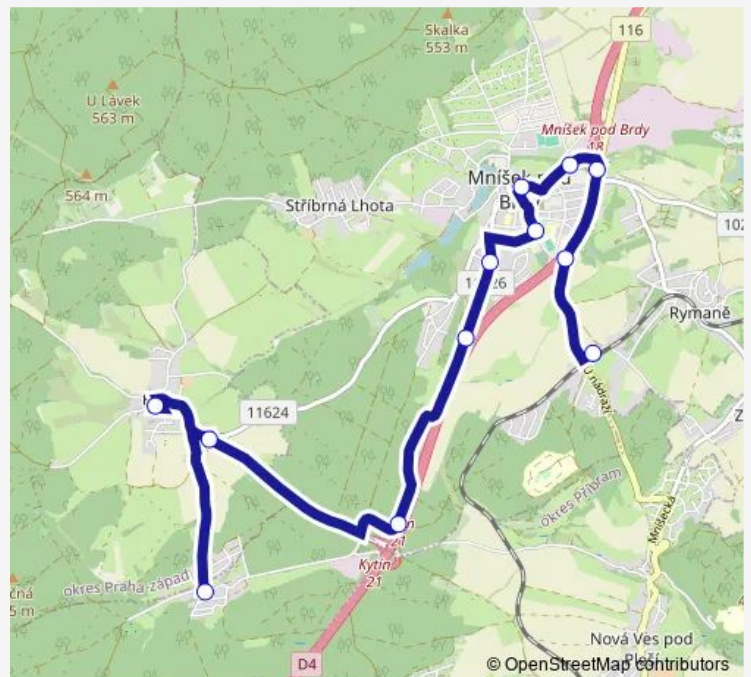 Skalka
553 m
116
U Lávek
563 m
Mníšek pod Brdy
18
564 m
Mníšek pod
Stříbrná Lhota
102
Rymaně
11624
U nádraží
okres Příbram
Mníšecká
okres Praha-západ
Kytín
21
D4
Nová Ves pod
Pleší
© OpenStreetMap contributors